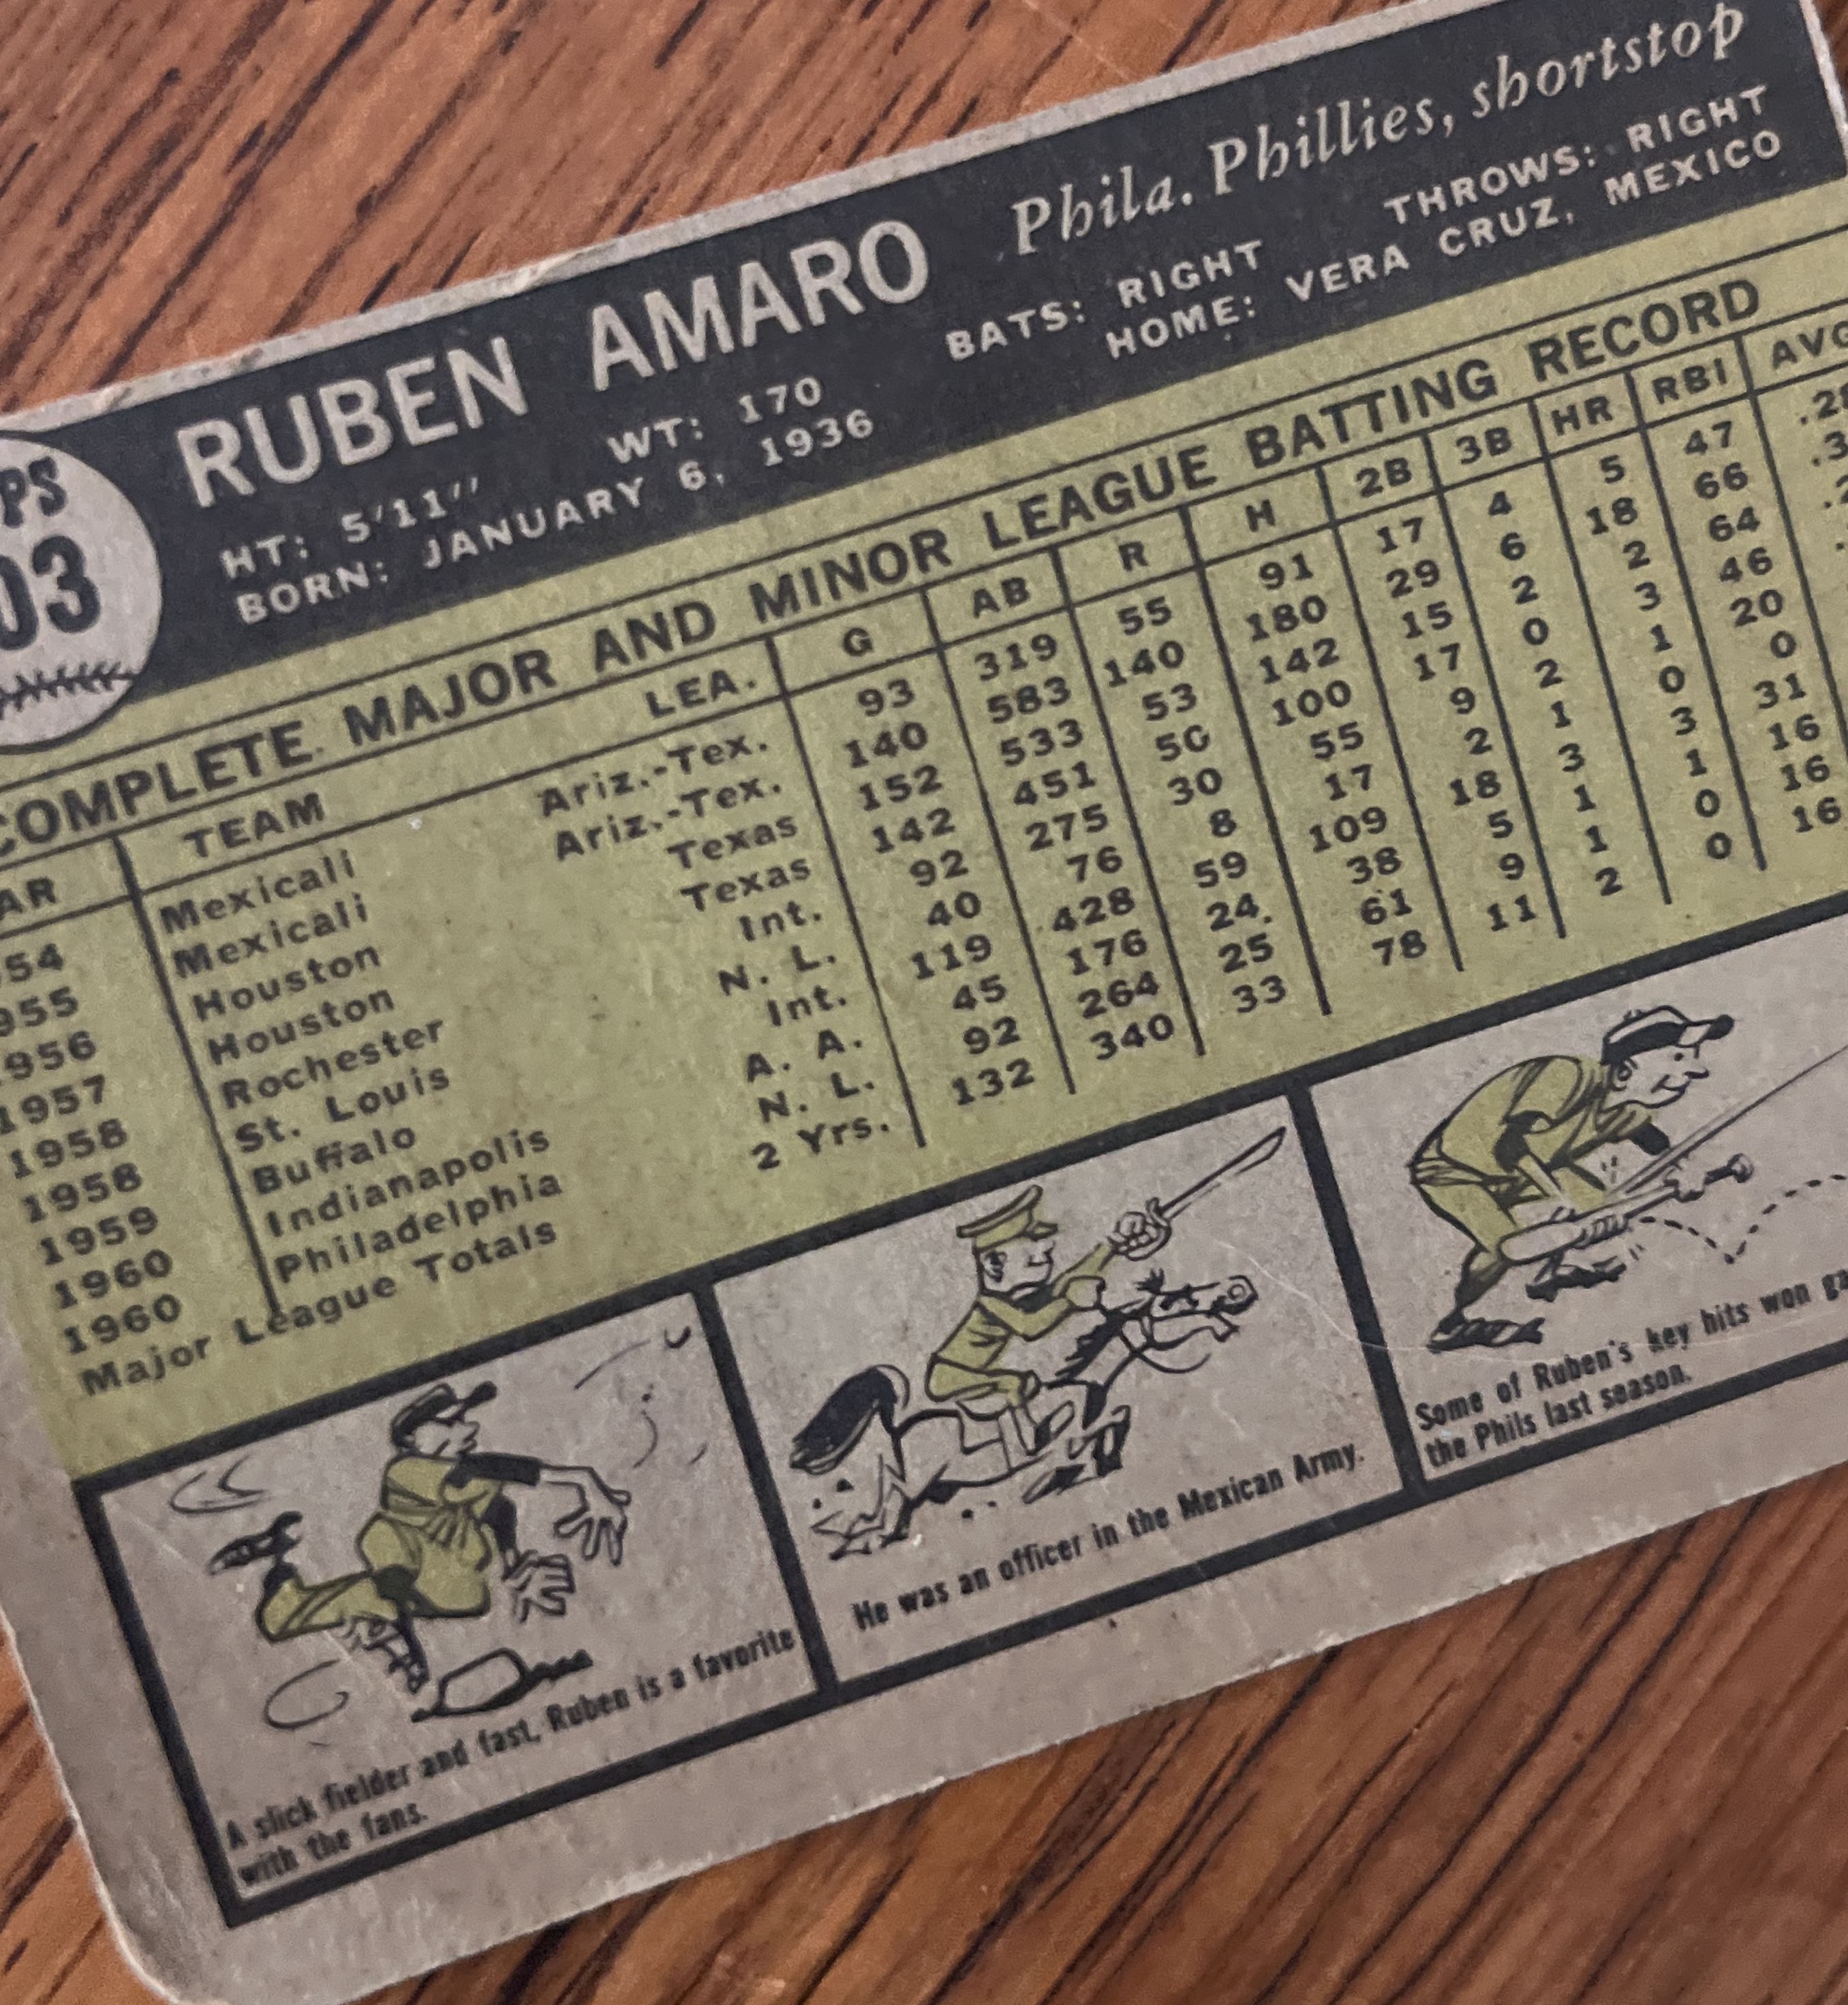 PS
03
RUBEN AMARO Phila. Phillies, shortstop
HT: 5'11" WT: 170 BATS: RIGHT THROWS: RIGHT
BORN: JANUARY 6, 1936 HOME: VERA CRUZ, MEXICO
COMPLETE MAJOR AND MINOR LEAGUE BATTING RECORD
AR TEAM LEA. G AB R H 2B 3B HR RBI AVG
54 Mexicali Ariz.-Tex. 93 319 55 91 17 4 5 47
955 Mexicali Ariz.-Tex. 140 583 140 180 29 6 18 66 .3
956 Houston Texas 152 533 53 142 15 2 2 64
1957 Houston Texas 142 451 50 100 17 0 3 46
1958 Rochester Int. 92 275 30 55 9 2 1 20
1958 St. Louis N. L. 40 76 8 17 2 1 0 0
1959 Buffalo Int. 119 428 59 109 18 3 3 31
1960 Indianapolis A. A. 45 176 24 38 5 1 1 16
1960 Philadelphia N. L. 92 264 25 61 9 1 0 16
Major League Totals 2 Yrs. 132 340 33 78 11 2 0 16
A slick fielder and fast, Ruben is a favorite
with the fans.
He was an officer in the Mexican Army.
Some of Ruben's key hits won ga
the Phils last season.